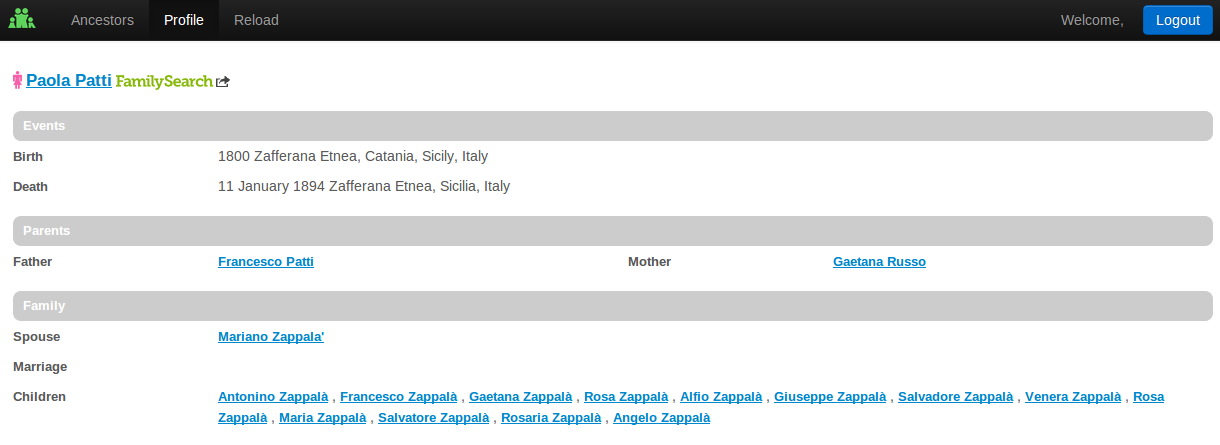 Ancestors Profile Reload Welcome, Logout
Paola Patti FamilySearch
Events
Birth 1800 Zafferana Etnea, Catania, Sicily, Italy
Death 11 January 1894 Zafferana Etnea, Sicilia, Italy
Parents
Father Francesco Patti Mother Gaetana Russo
Family
Spouse Mariano Zappala'
Marriage
Children Antonino Zappalà , Francesco Zappalà , Gaetana Zappalà , Rosa Zappalà , Alfio Zappalà , Giuseppe Zappalà , Salvadore Zappalà , Venera Zappalà , Rosa
Zappalà , Maria Zappalà , Salvatore Zappalà , Rosaria Zappalà , Angelo Zappalà